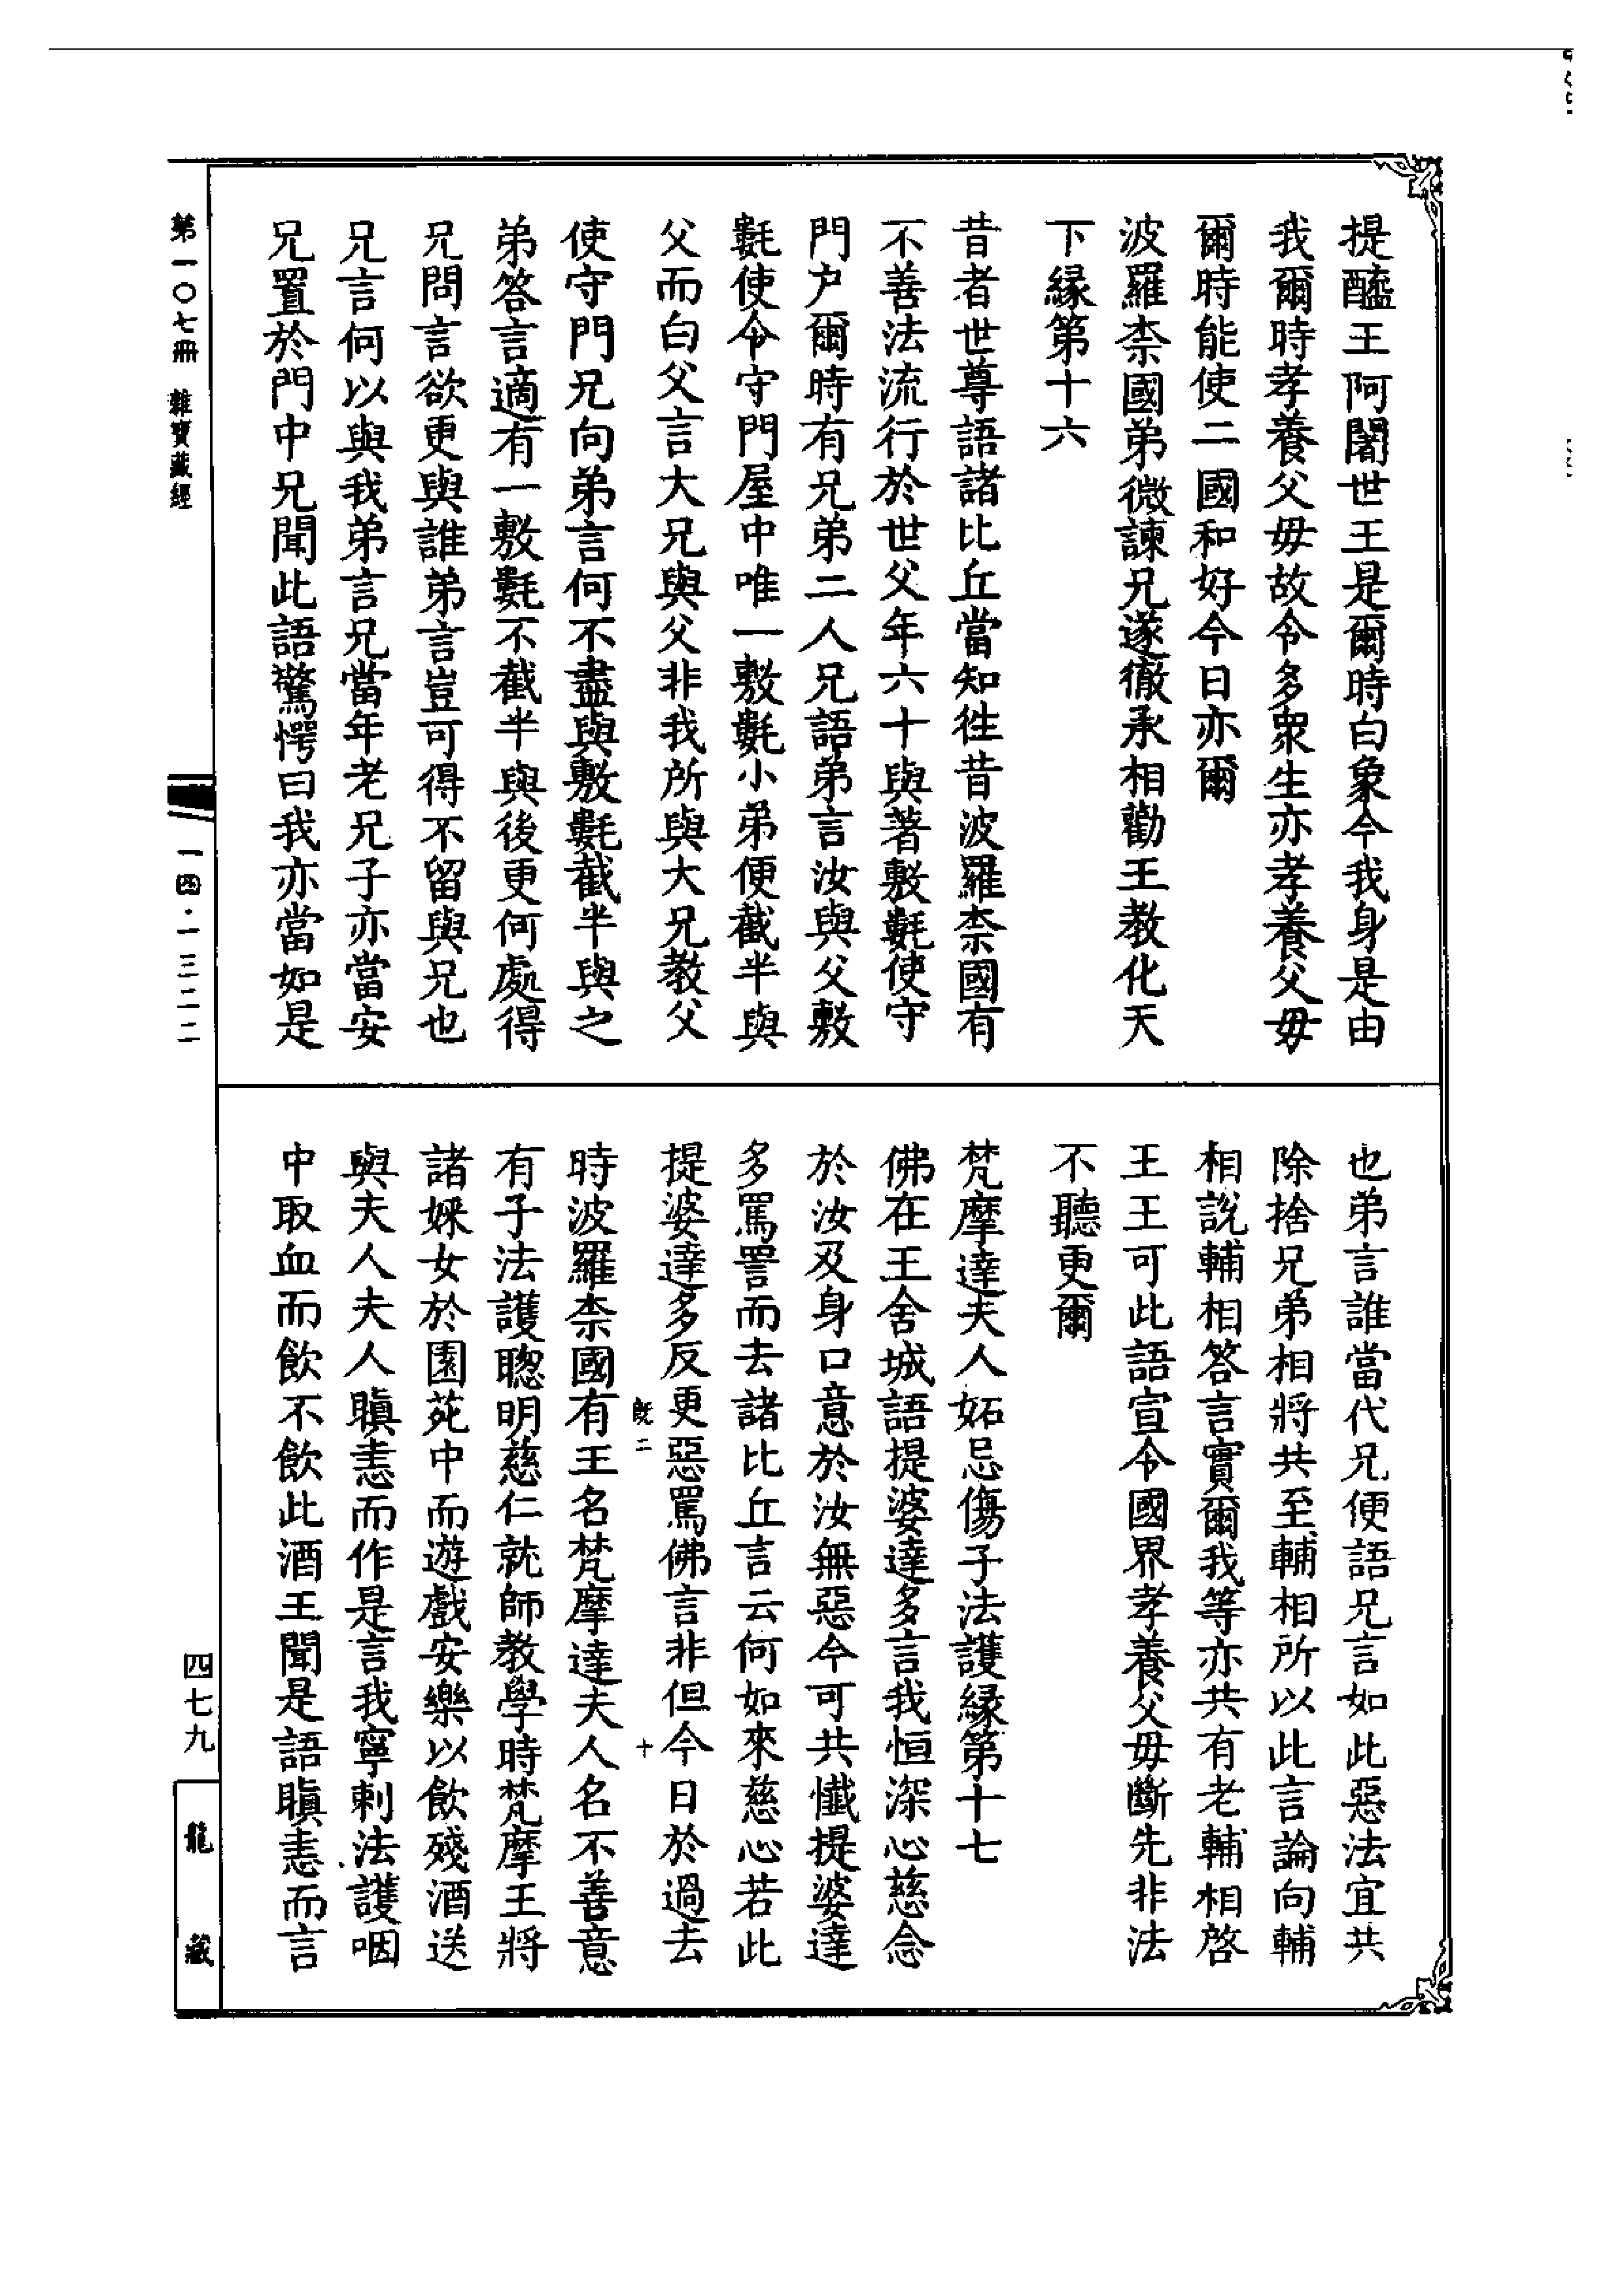 提醯王阿闍世王是爾時白象今我身是由
我爾時孝養父毋故令多衆生亦孝養父毋
爾時能使二國和好今日亦爾
波羅柰國弟微諫兄遂徹承相勸王教化天
下緣第十六
昔者世尊語諸比丘當知徃昔波羅柰國有
不善法流行於世父年六十與著敷㲣使守
門户爾時有兄弟二人兄語弟言汝與父敷
㲣使令守門屋中唯一敷㲣小弟便截半與
父而白父言大兄與父非我所與大兄教父
使守門兄向弟言何不盡與敷㲣截半與之
弟答言適有一敷㲣不截半與後更何處得
兄問言欲更與誰弟言豈可得不留與兄也
兄言何以與我弟言兄當年老兄子亦當安
兄置於門中兄聞此語驚愕曰我亦當如是
也弟言誰當代兄便語兄言如此惡法宜共
除捨兄弟相將共至輔相所以此言論向輔
相說輔相答言實爾我等亦共有老輔相啓
王王可此語宣令國界孝養父毋斷先非法
不聽更爾
梵摩達夫人妬忌傷子法護緣第十七
佛在王舍城語提婆達多言我恒深心慈念
於汝及身口意於汝無惡今可共懺提婆達
多罵詈而去諸比丘言云何如來慈心若此
提婆達多反更惡罵佛言非但今日於過去
旣二 十
時波羅柰國有王名梵摩達夫人名不善意
有子法護聰明慈仁就師教學時梵摩王將
諸婇女於園苑中而遊戲安樂以飲殘酒送
與夫人夫人瞋恚而作是言我寧刺法護咽
中取血而飲不飲此酒王聞是語瞋恚而言
第一〇七冊 雜寶藏經
一四·一三二二
四七九
龍藏